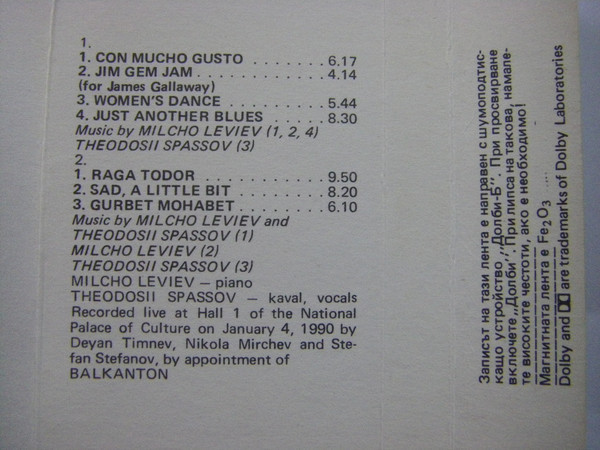 1.
1. CON MUCHO GUSTO . . . . . . . 6.17
2. JIM GEM JAM . . . . . . . . . . . . 4.14
(for James Gallaway)
3. WOMEN'S DANCE . . . . . . . . . 5.44
4. JUST ANOTHER BLUES . . . . . . 8.30
Music by MILCHO LEVIEV (1, 2, 4)
THEODOSII SPASSOV (3)
2.
1. RAGA TODOR . . . . . . . . . . . . 9.50
2. SAD, A LITTLE BIT . . . . . . . . . 8.20
3. GURBET MOHABET . . . . . . . . 6.10
Music by MILCHO LEVIEV and
THEODOSII SPASSOV (1)
MILCHO LEVIEV (2)
THEODOSII SPASSOV (3)
MILCHO LEVIEV – piano
THEODOSII SPASSOV – kaval, vocals
Recorded live at Hall 1 of the National
Palace of Culture on January 4, 1990 by
Deyan Timnev, Nikola Mirchev and Ste-
fan Stefanov, by appointment of
BALKANTON
Записът на тази лента е направен с шумоподтис-
кащо устройство „Долби-Б". При просвирване
включете „Долби". При липса на такова, намале-
те високите честоти, ако е необходимо!
Магнитната лента е Fe2O3
Dolby and are trademarks of Dolby Laboratories